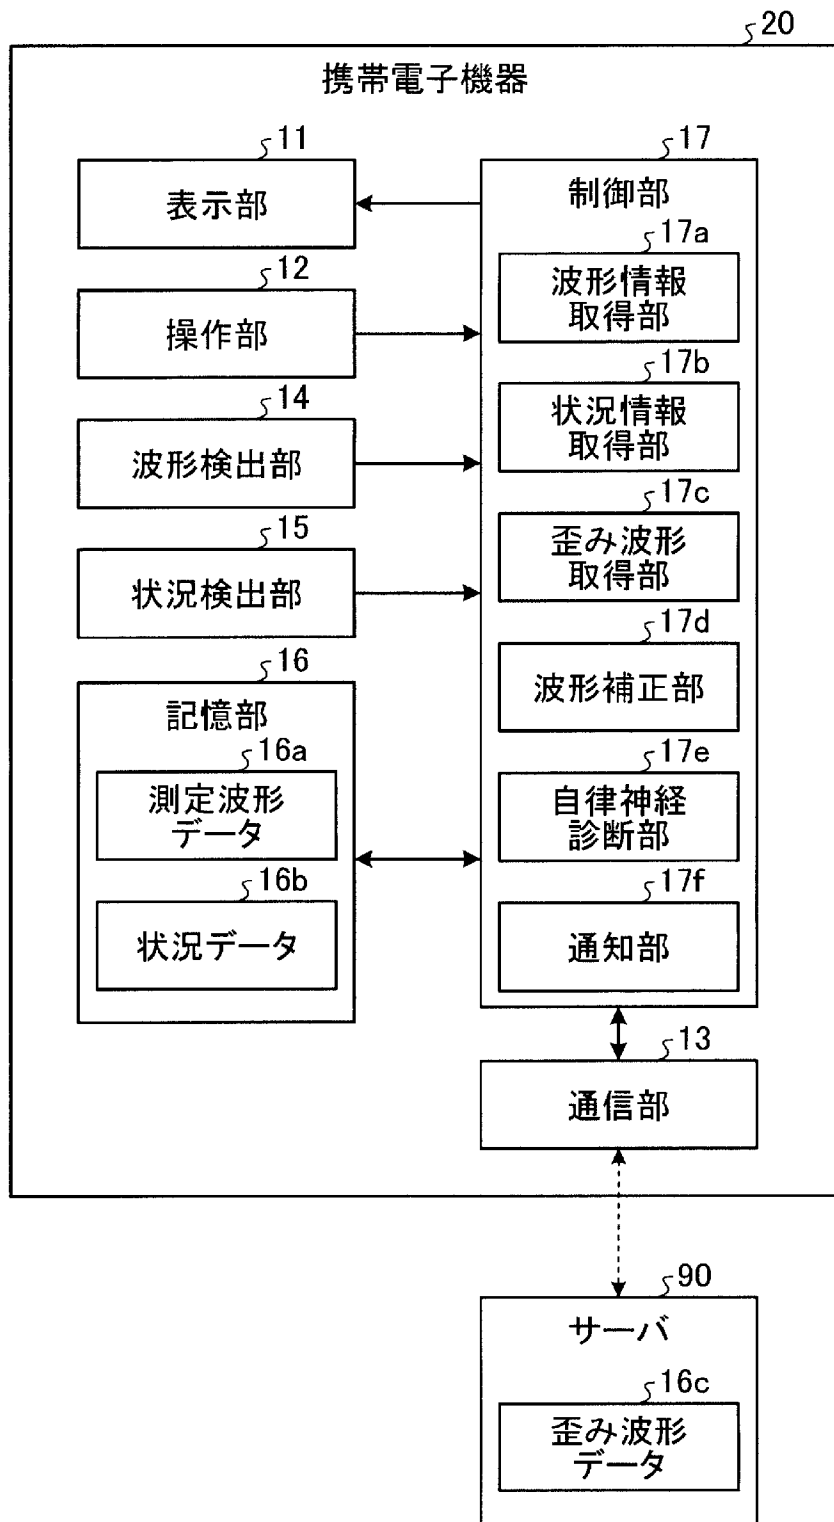 20
携帯電子機器
11
表示部
12
操作部
14
波形検出部
15
状況検出部
16
記憶部
16a
測定波形
データ
16b
状況データ
17
制御部
17a
波形情報
取得部
17b
状況情報
取得部
17c
歪み波形
取得部
17d
波形補正部
17e
自律神経
診断部
17f
通知部
13
通信部
90
サーバ
16c
歪み波形
データ